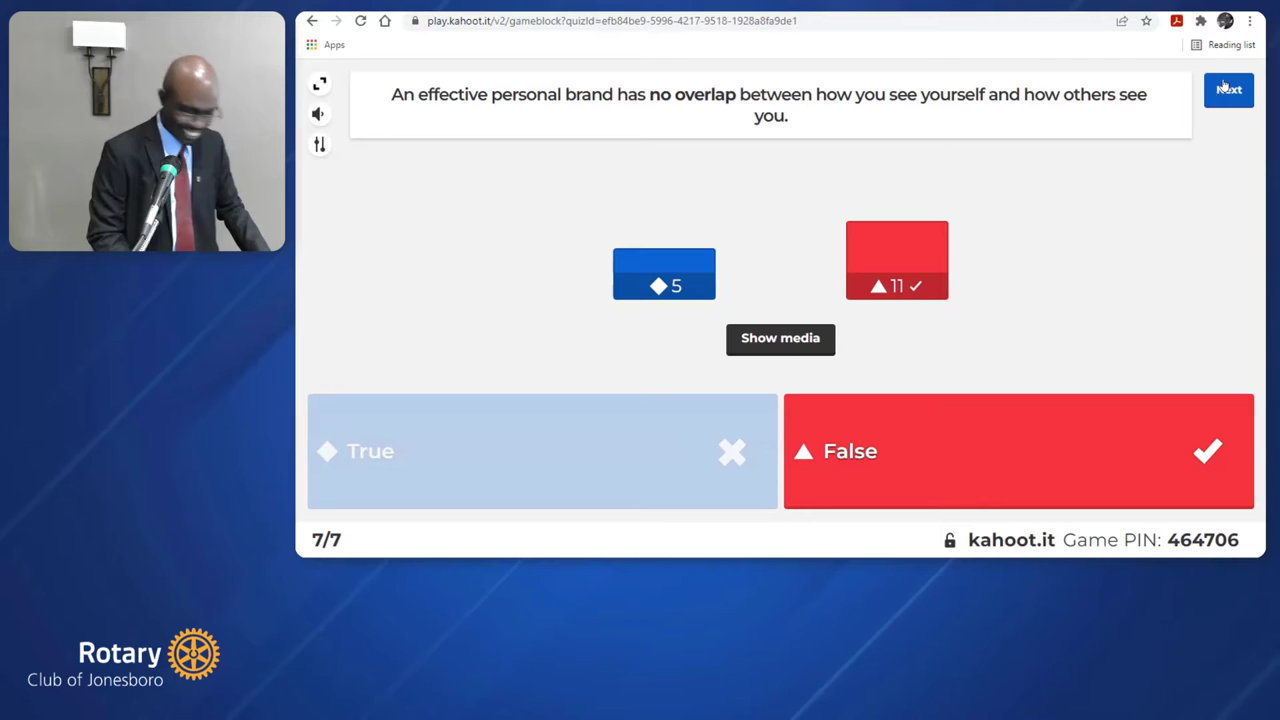 play.kahoot.it/v2/gameblock?quizId=efb84be9-5996-4217-9518-1928a8fa9de1
Apps
Reading list
An effective personal brand has no overlap between how you see yourself and how others see
you.
Next
5
11
Show media
True
False
7/7
kahoot.it Game PIN: 464706
Rotary
Club of Jonesboro